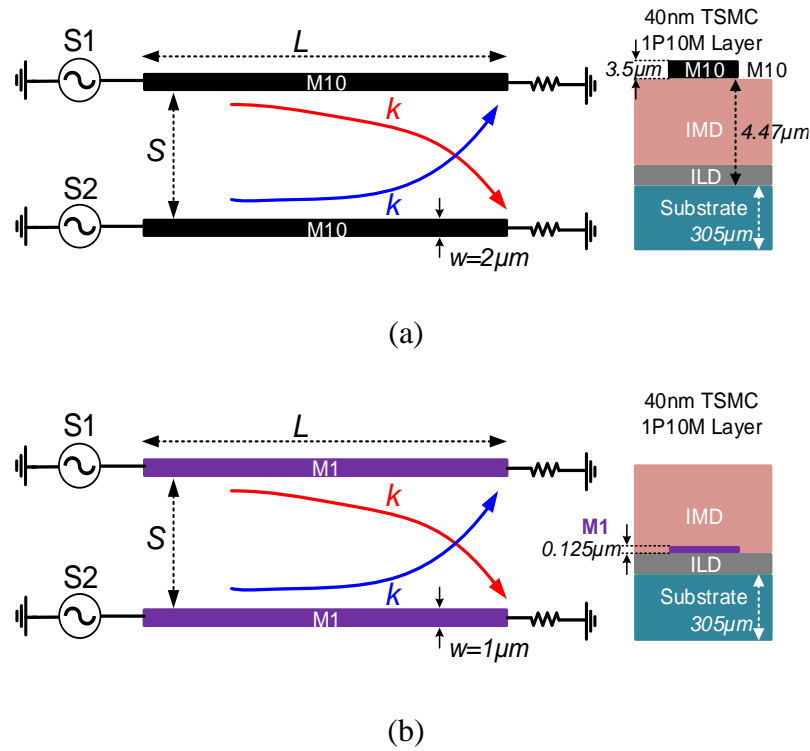 S1
L
M10
S
k
k
S2
M10
w=2μm
40nm TSMC
1P10M Layer
3.5μm
M10
M10
IMD
4.47μm
ILD
Substrate
305μm
(a)
S1
L
M1
S
k
k
S2
M1
w=1μm
40nm TSMC
1P10M Layer
IMD
M1
0.125μm
ILD
Substrate
305μm
(b)